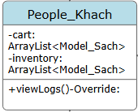 People_Khach
-cart:
ArrayList<Model_Sach>
-inventory:
ArrayList<Model_Sach>
+viewLogs()-Override: